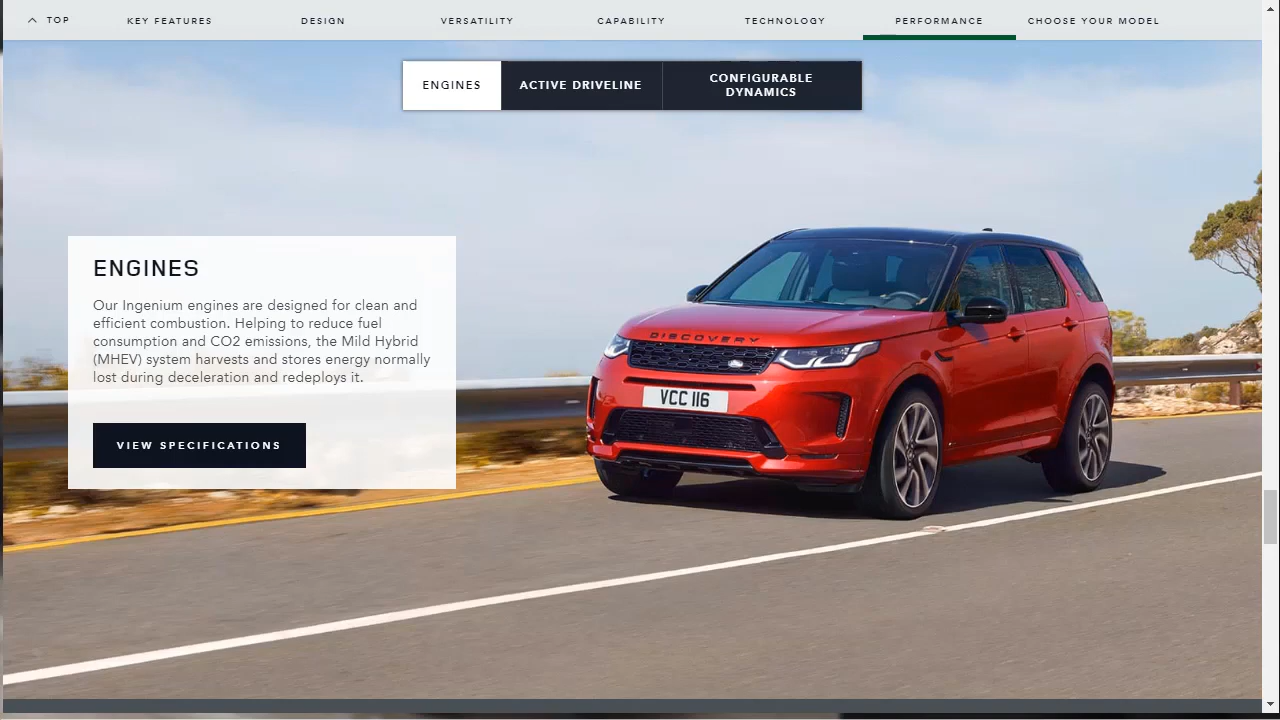 TOP
KEY FEATURES
DESIGN
VERSATILITY
CAPABILITY
TECHNOLOGY
PERFORMANCE
CHOOSE YOUR MODEL
ENGINES
ACTIVE DRIVELINE
CONFIGURABLE
DYNAMICS
ENGINES
Our Ingenium engines are designed for clean and
efficient combustion. Helping to reduce fuel
consumption and CO2 emissions, the Mild Hybrid
(MHEV) system harvests and stores energy normally
lost during deceleration and redeploys it.
VIEW SPECIFICATIONS
DISCOVERY
VCC 116